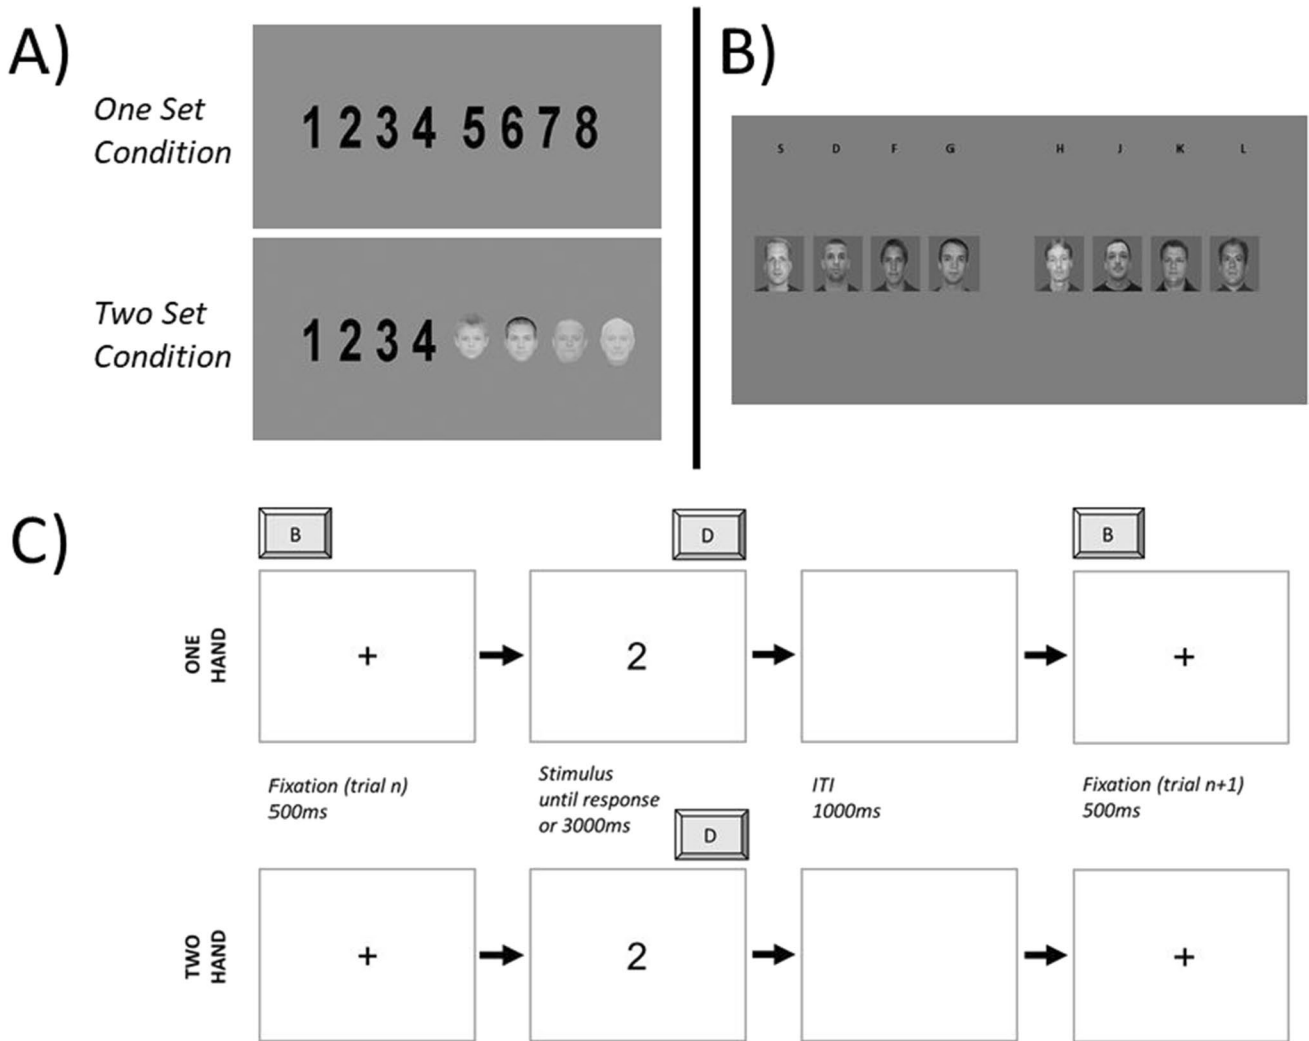 A)
One Set
Condition
1 2 3 4 5 6 7 8
Two Set
Condition
1 2 3 4
B)
S D F G H J K L
C)
B D B
ONE
HAND
+ 2 +
Fixation (trial n)
500ms
Stimulus
until response
or 3000ms
ITI
1000ms
Fixation (trial n+1)
500ms
D
TWO
HAND
+ 2 +